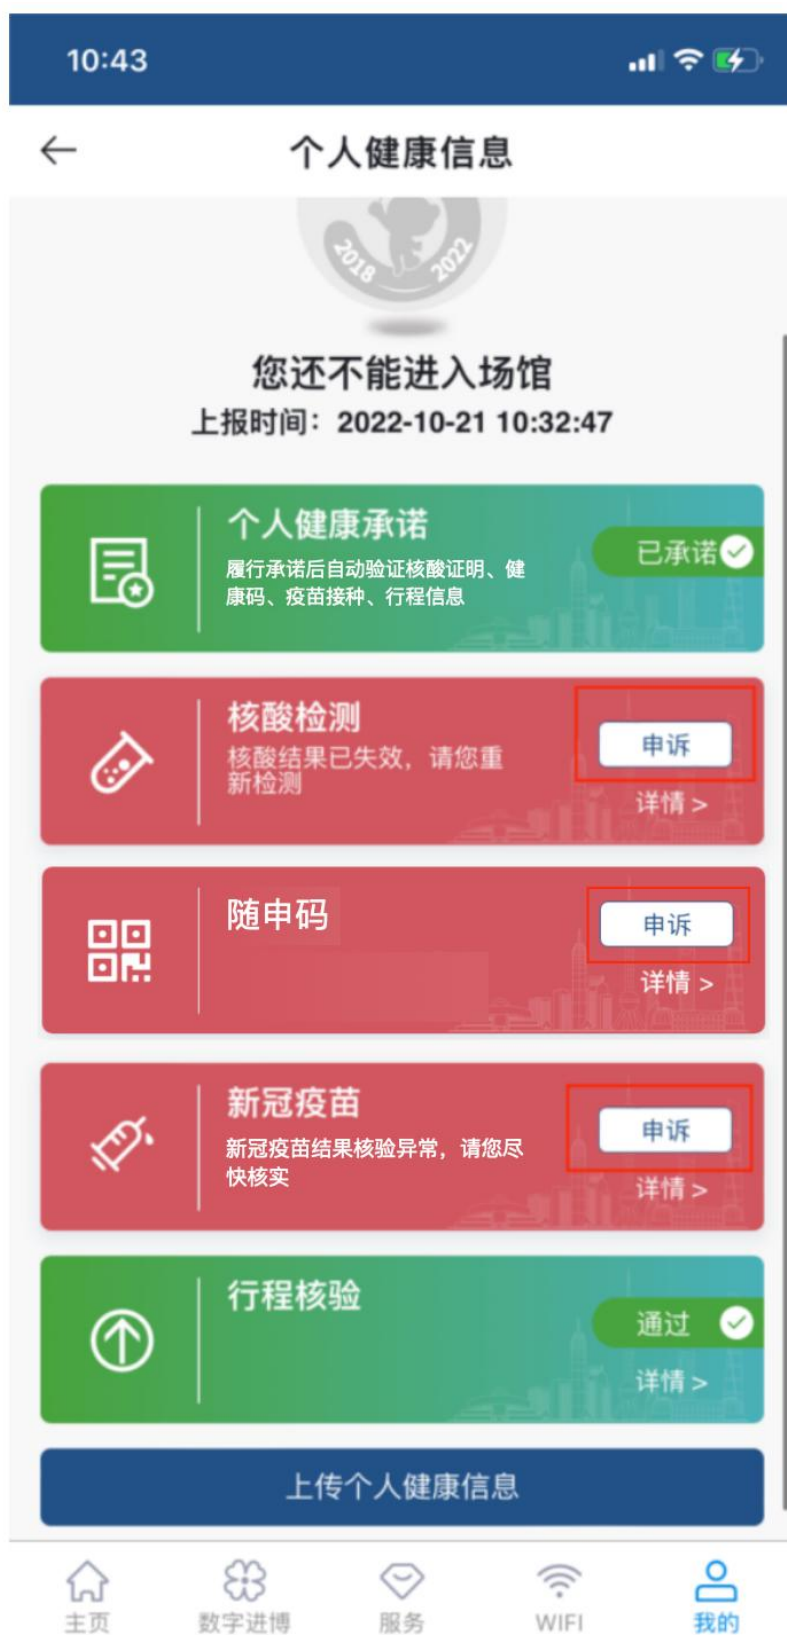 10:43
个人健康信息
2018 2022
您还不能进入场馆
上报时间：2022-10-21 10:32:47
个人健康承诺
履行承诺后自动验证核酸证明、健
康码、疫苗接种、行程信息
已承诺
核酸检测
核酸结果已失效，请您重
新检测
申诉
详情 >
随申码
申诉
详情 >
新冠疫苗
新冠疫苗结果核验异常，请您尽
快核实
申诉
详情 >
行程核验
通过
详情 >
上传个人健康信息
主页 数字进博 服务 WIFI 我的